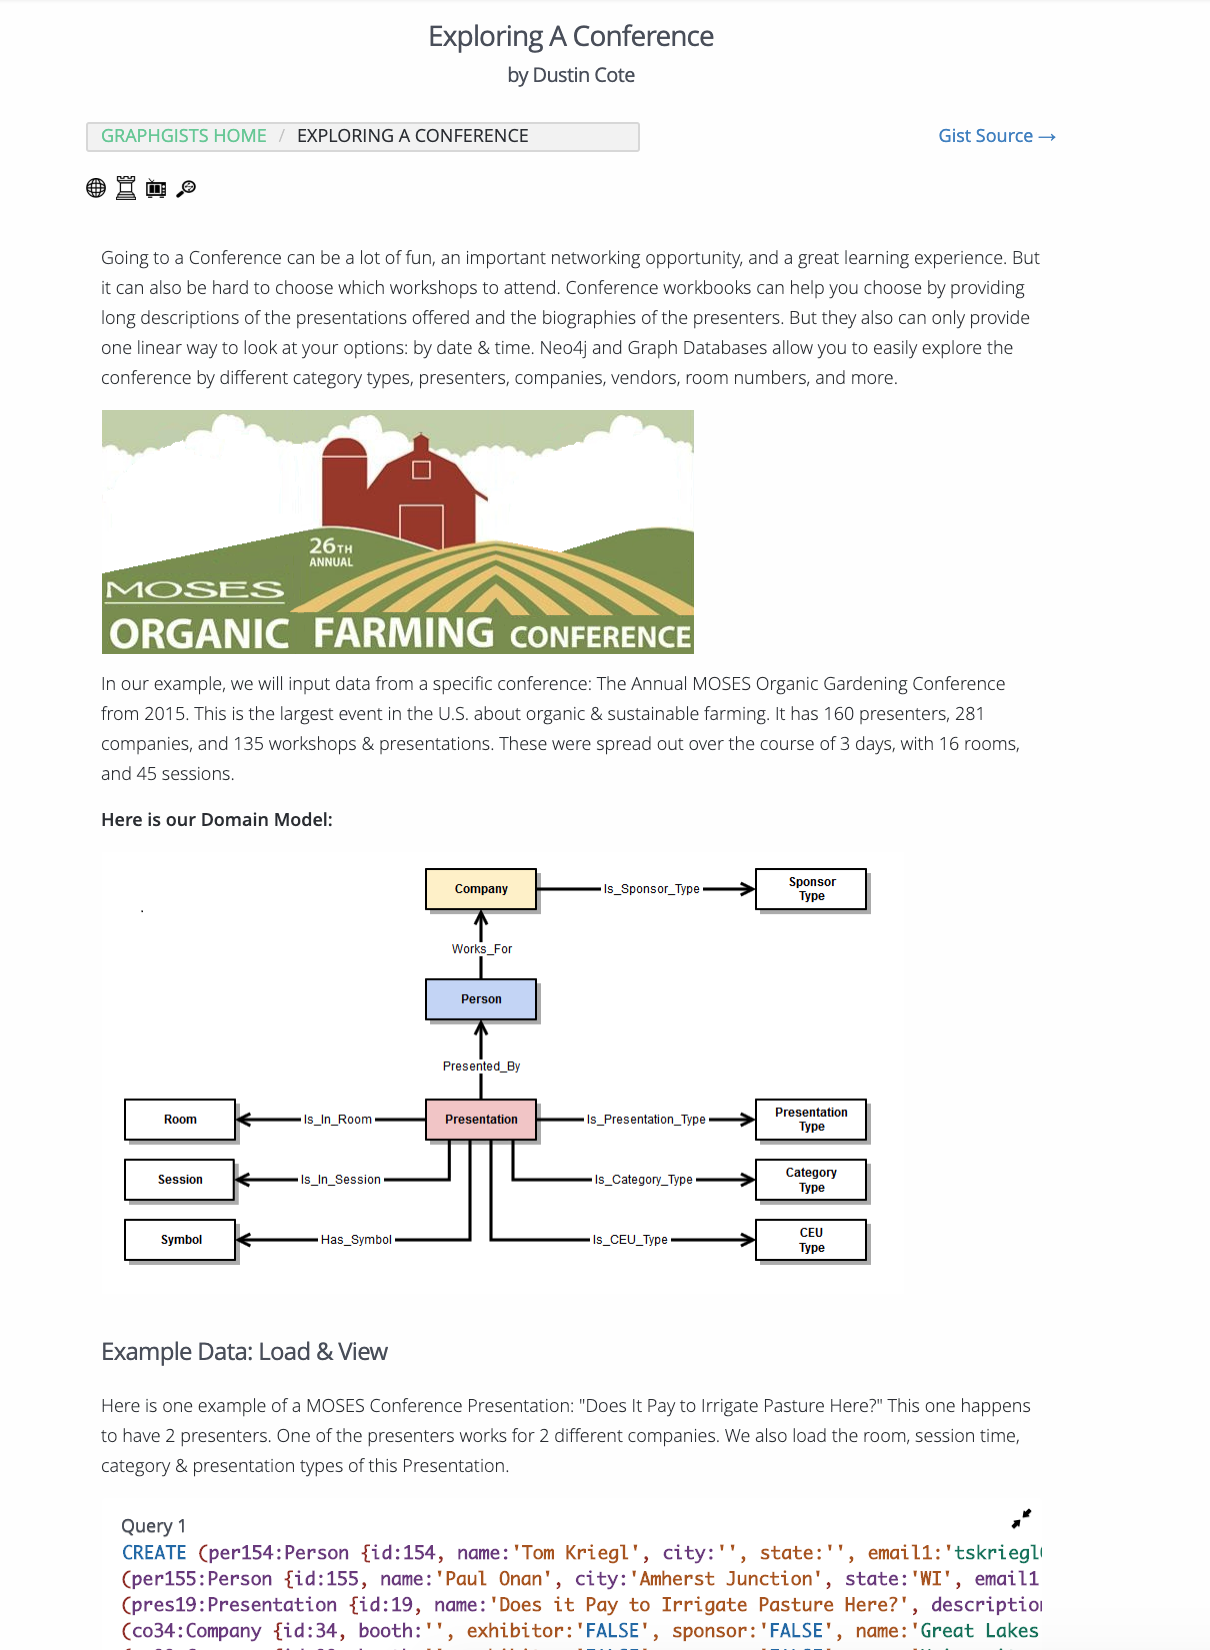 Exploring A Conference
by Dustin Cote
GRAPHGISTS HOME / EXPLORING A CONFERENCE
Gist Source →
Going to a Conference can be a lot of fun, an important networking opportunity, and a great learning experience. But
it can also be hard to choose which workshops to attend. Conference workbooks can help you choose by providing
long descriptions of the presentations offered and the biographies of the presenters. But they also can only provide
one linear way to look at your options: by date & time. Neo4j and Graph Databases allow you to easily explore the
conference by different category types, presenters, companies, vendors, room numbers, and more.
26TH
ANNUAL
MOSES
ORGANIC FARMING CONFERENCE
In our example, we will input data from a specific conference: The Annual MOSES Organic Gardening Conference
from 2015. This is the largest event in the U.S. about organic & sustainable farming. It has 160 presenters, 281
companies, and 135 workshops & presentations. These were spread out over the course of 3 days, with 16 rooms,
and 45 sessions.
Here is our Domain Model:
Company
Is_Sponsor_Type
Sponsor
Type
Works_For
Person
Presented_By
Room
Is_In_Room
Presentation
Is_Presentation_Type
Presentation
Type
Session
Is_In_Session
Is_Category_Type
Category
Type
Symbol
Has_Symbol
Is_CEU_Type
CEU
Type
Example Data: Load & View
Here is one example of a MOSES Conference Presentation: "Does It Pay to Irrigate Pasture Here?" This one happens
to have 2 presenters. One of the presenters works for 2 different companies. We also load the room, session time,
category & presentation types of this Presentation.
Query 1
CREATE (per154:Person {id:154, name:'Tom Kriegl', city:'', state:'', email1:'tskriegl
(per155:Person {id:155, name:'Paul Onan', city:'Amherst Junction', state:'WI', email1
(pres19:Presentation {id:19, name:'Does it Pay to Irrigate Pasture Here?', description
(co34:Company {id:34, booth:'', exhibitor:'FALSE', sponsor:'FALSE', name:'Great Lakes